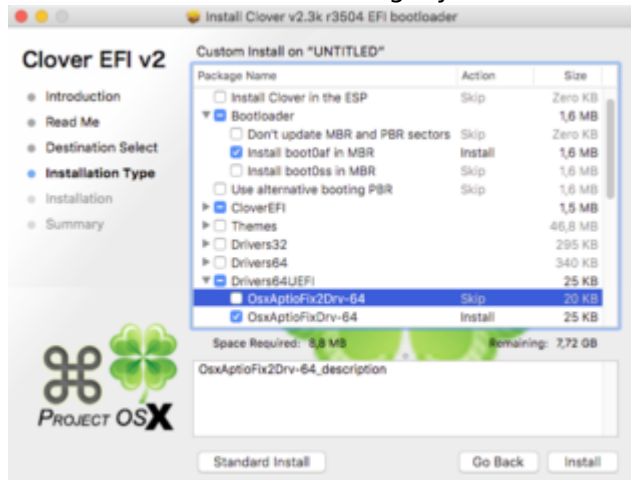 Install Clover v2.3k r3504 EFI bootloader
Clover EFI v2
Custom Install on "UNTITLED"
Package Name Action Size
Introduction
Read Me
Destination Select
Installation Type
Installation
Summary
Install Clover in the ESP Skip Zero KB
Bootloader 1,6 MB
Don't update MBR and PBR sectors Skip Zero KB
Install boot0af in MBR Install 1,6 MB
Install boot0ss in MBR Skip 1,6 MB
Use alternative booting PBR Skip 1,6 MB
CloverEFI 1,5 MB
Themes 46,8 MB
Drivers32 295 KB
Drivers64 340 KB
Drivers64UEFI 25 KB
OsxAptioFix2Drv-64 Skip 20 KB
OsxAptioFixDrv-64 Install 25 KB
Space Required: 8,8 MB Remaining: 7,72 GB
OsxAptioFix2Drv-64_description
PROJECT OSX
Standard Install Go Back Install